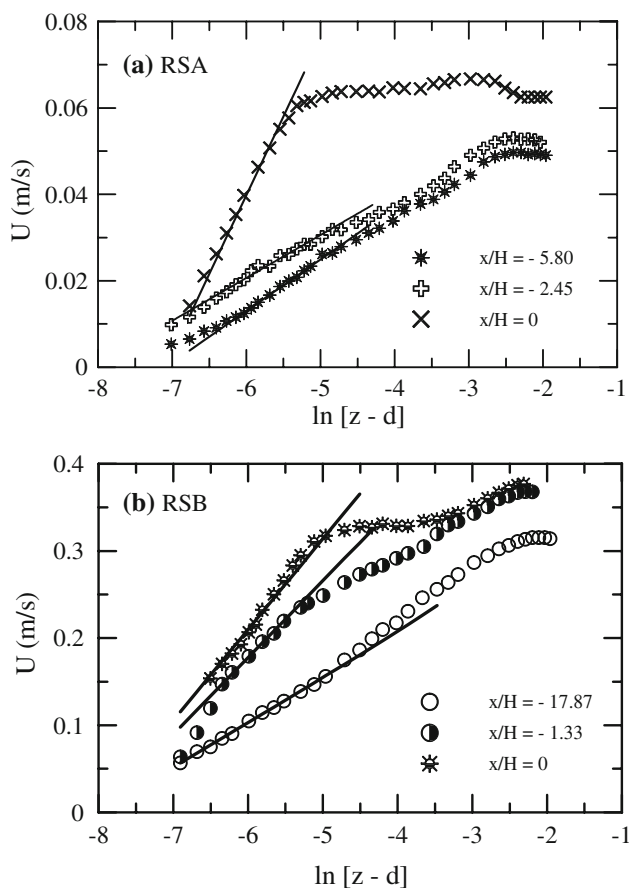 0.08
(a) RSA
0.06
0.04
0.02
0
U (m/s)
x/H = - 5.80
x/H = - 2.45
x/H = 0
-8 -7 -6 -5 -4 -3 -2 -1
ln [z - d]
0.4
(b) RSB
0.3
0.2
0.1
0
U (m/s)
x/H = - 17.87
x/H = - 1.33
x/H = 0
-8 -7 -6 -5 -4 -3 -2 -1
ln [z - d]